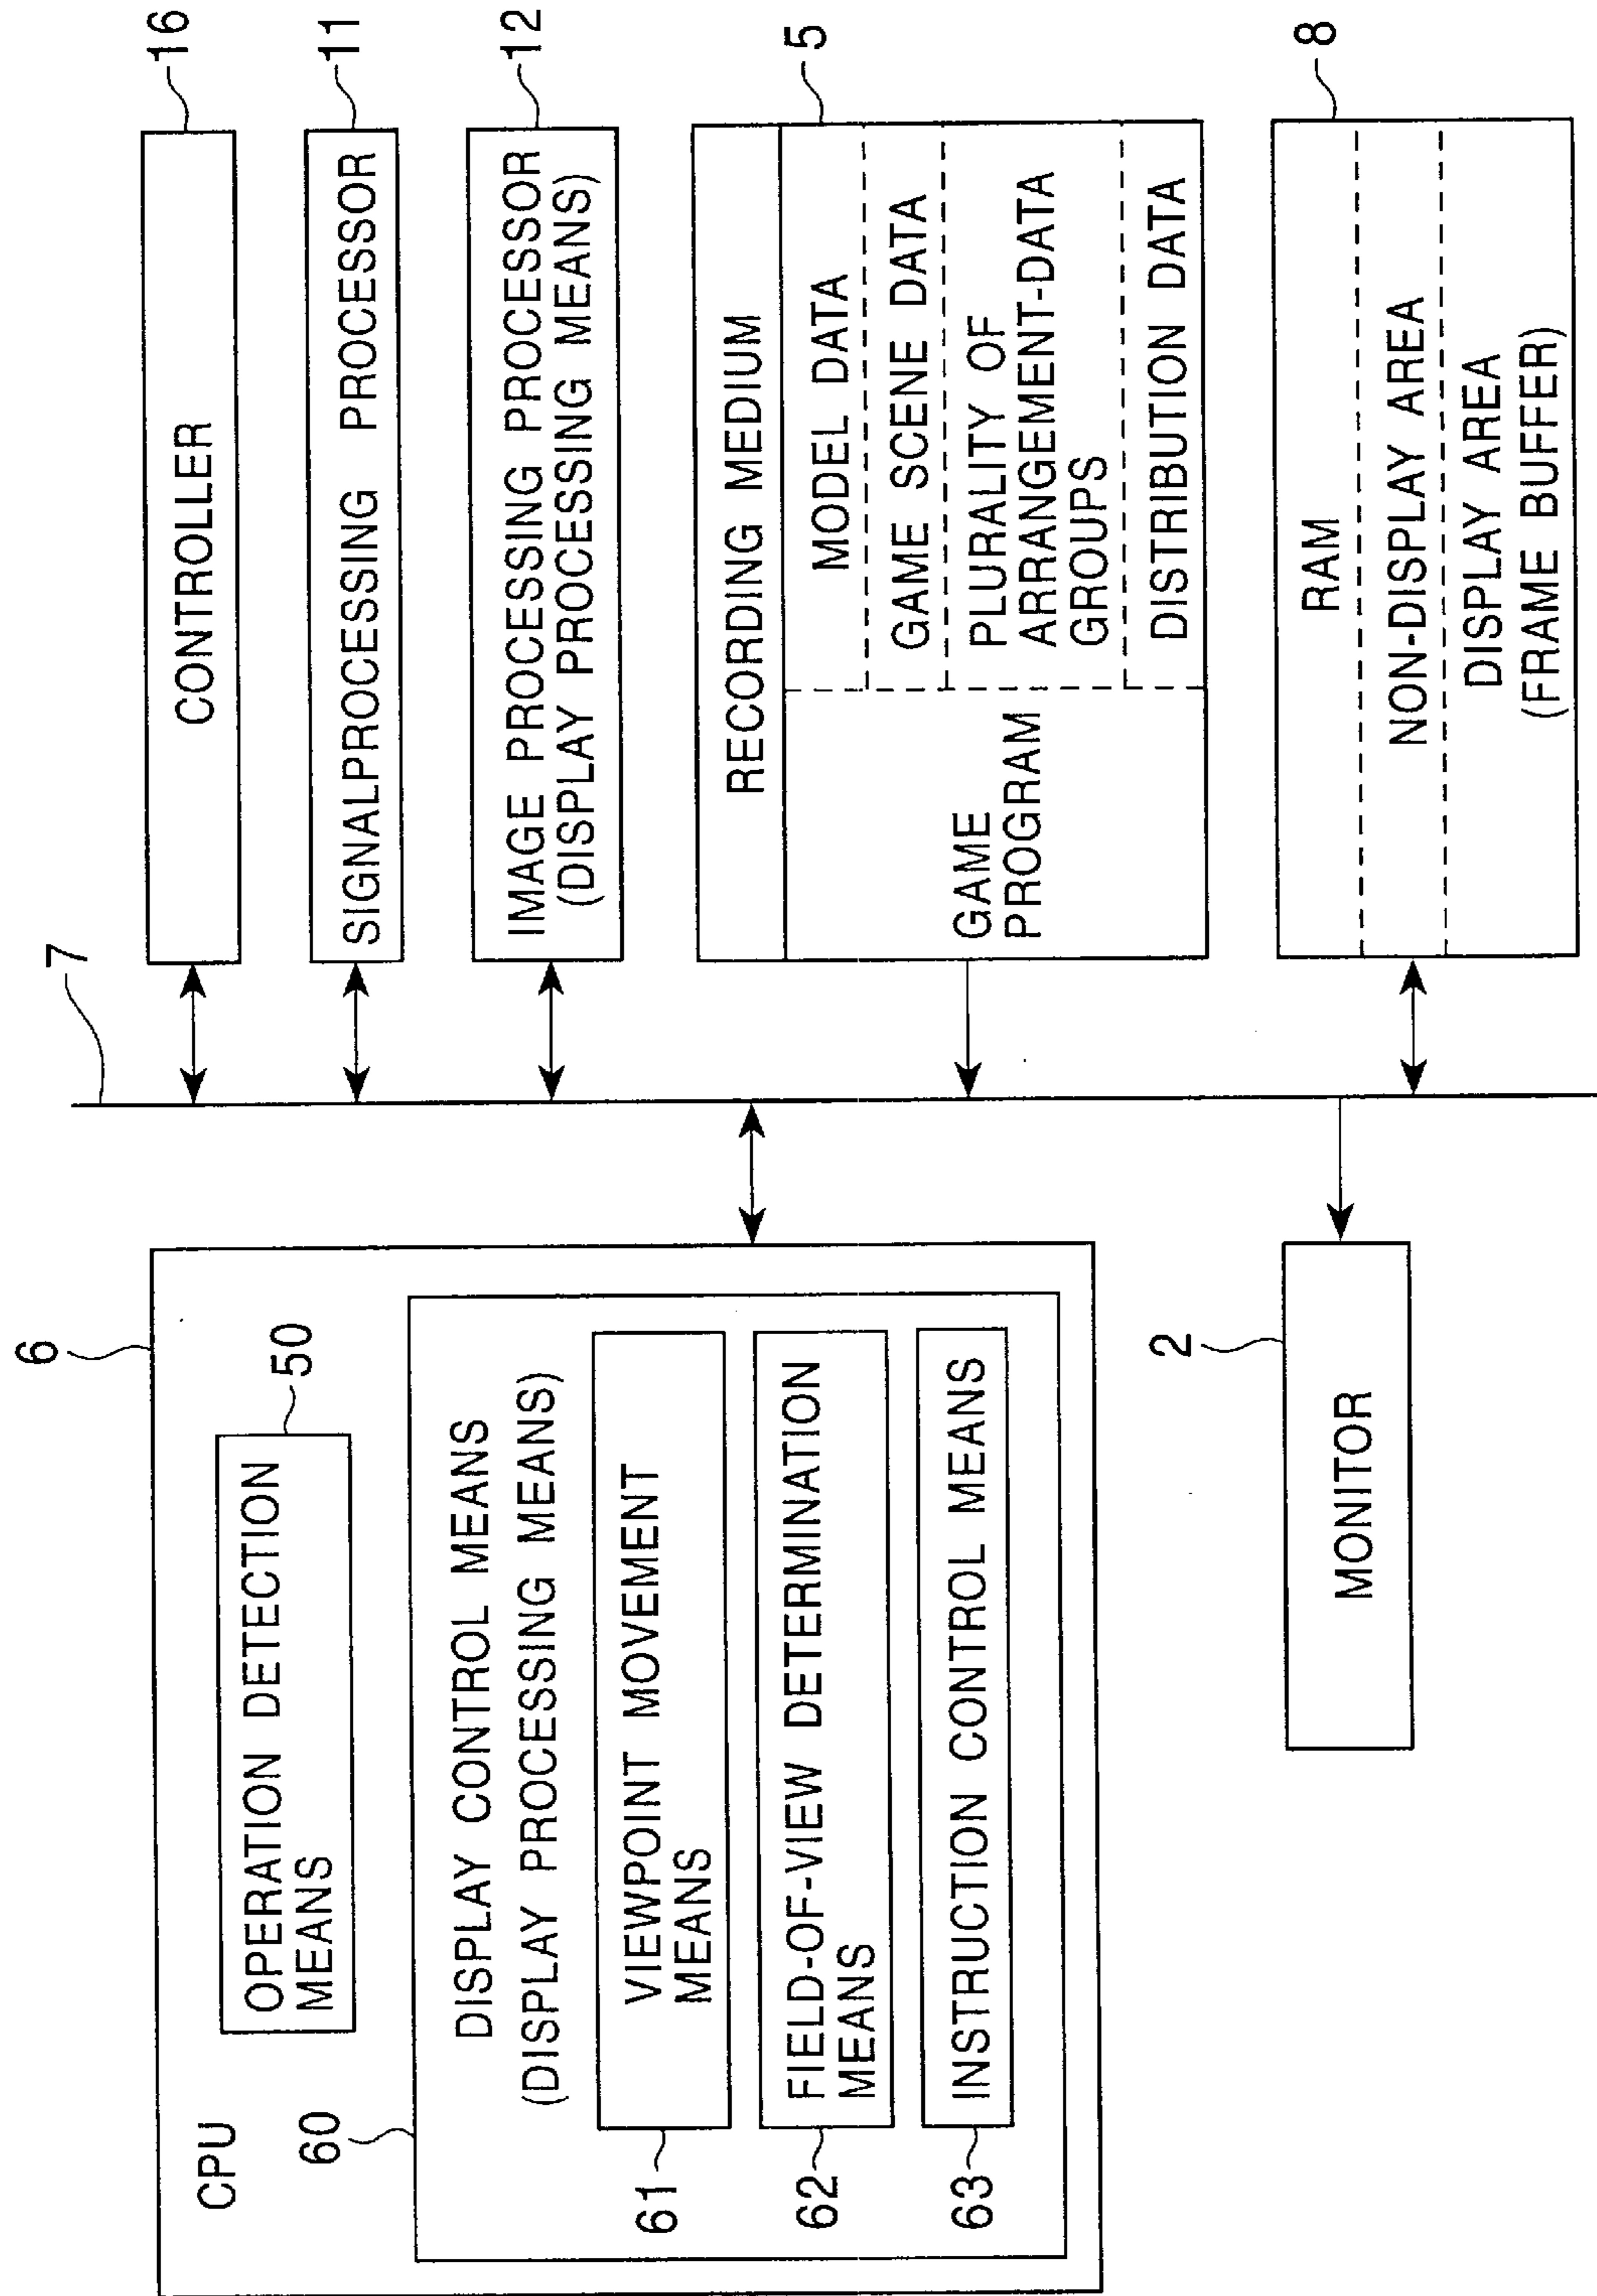 CPU
6
OPERATION DETECTION
MEANS
50
60
DISPLAY CONTROL MEANS
(DISPLAY PROCESSING MEANS)
61
VIEWPOINT MOVEMENT
MEANS
62
FIELD-OF-VIEW DETERMINATION
MEANS
63
INSTRUCTION CONTROL MEANS
2
MONITOR
7
CONTROLLER
16
SIGNALPROCESSING PROCESSOR
11
IMAGE PROCESSING PROCESSOR
(DISPLAY PROCESSING MEANS)
12
RECORDING MEDIUM
5
GAME
PROGRAM
MODEL DATA
GAME SCENE DATA
PLURALITY OF
ARRANGEMENT-DATA
GROUPS
DISTRIBUTION DATA
8
RAM
NON-DISPLAY AREA
DISPLAY AREA
(FRAME BUFFER)